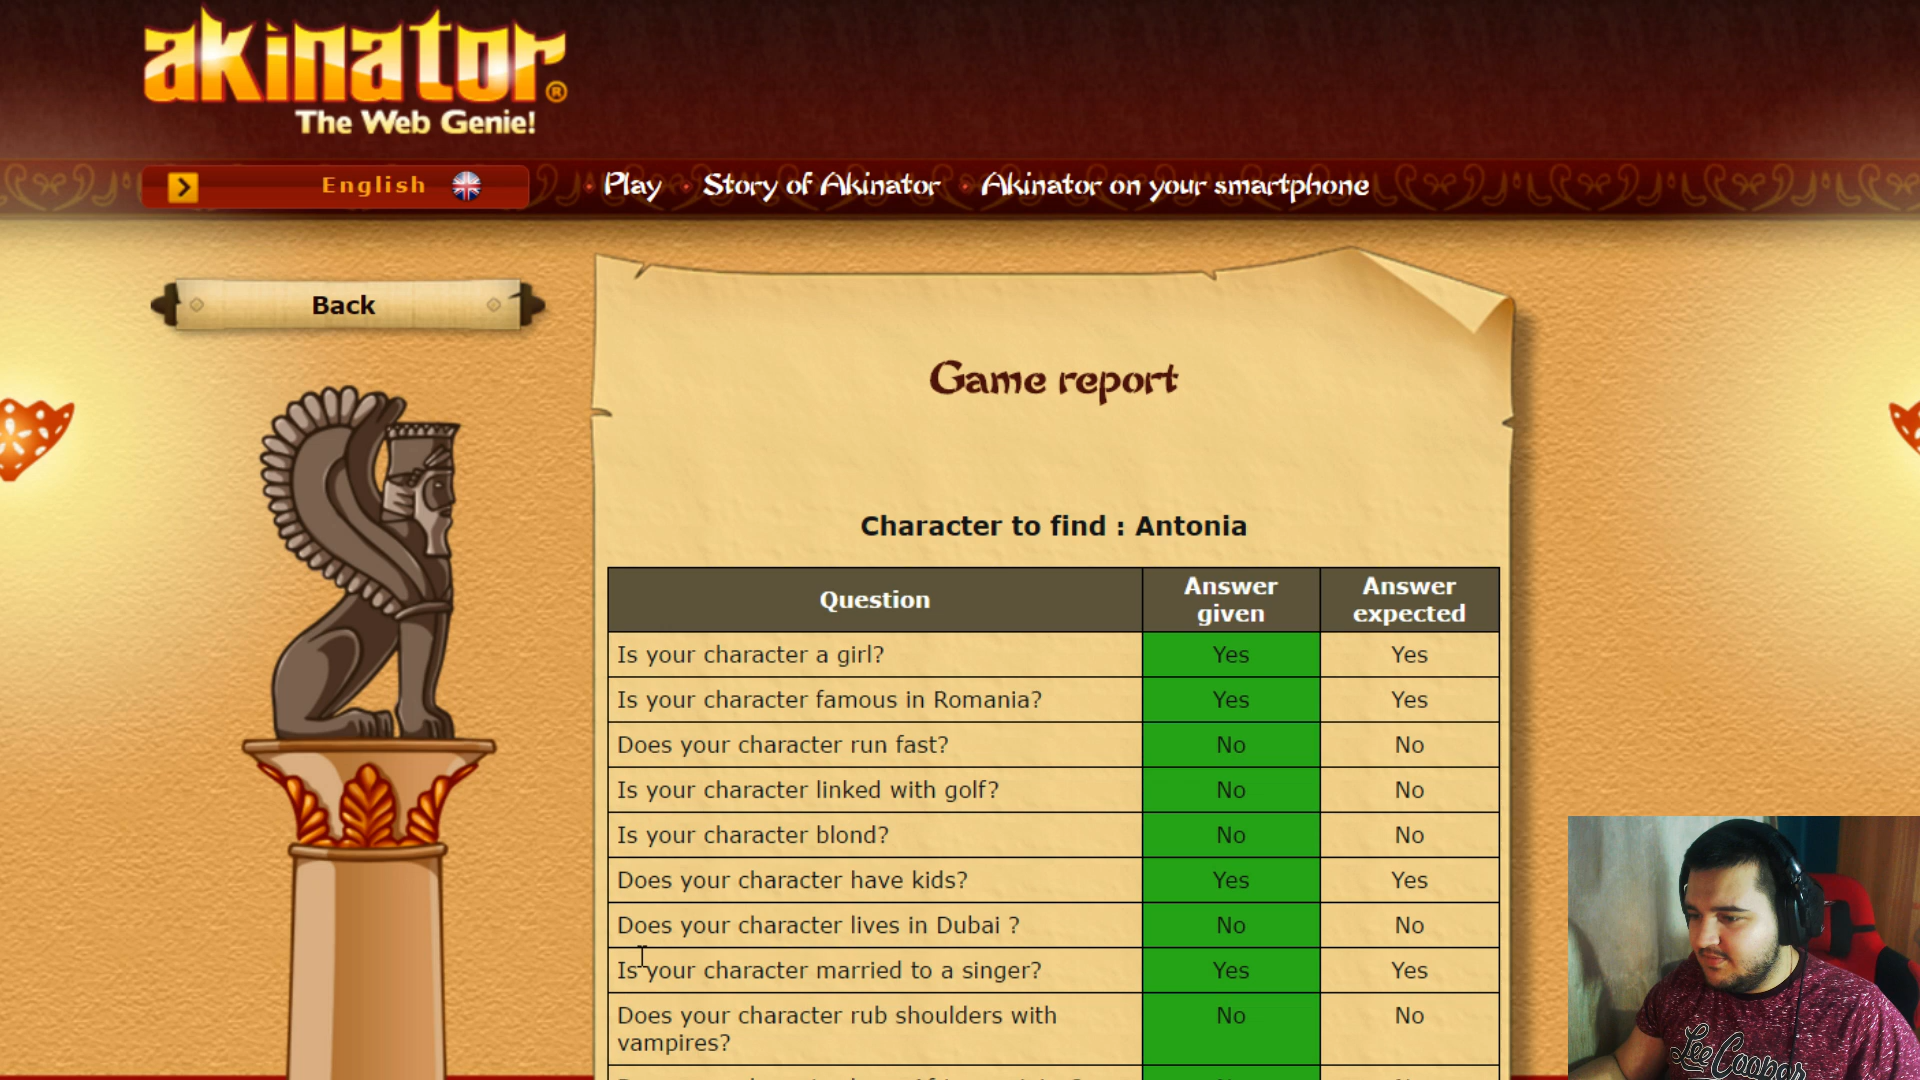 akinator®
The Web Genie!
English
Play
Story of Akinator
Akinator on your smartphone
Back
Game report
Character to find : Antonia
Question
Answer given
Answer expected
Is your character a girl? Yes Yes
Is your character famous in Romania? Yes Yes
Does your character run fast? No No
Is your character linked with golf? No No
Is your character blond? No No
Does your character have kids? Yes Yes
Does your character lives in Dubai ? No No
Is your character married to a singer? Yes Yes
Does your character rub shoulders with No No
vampires?
Lee Cooper